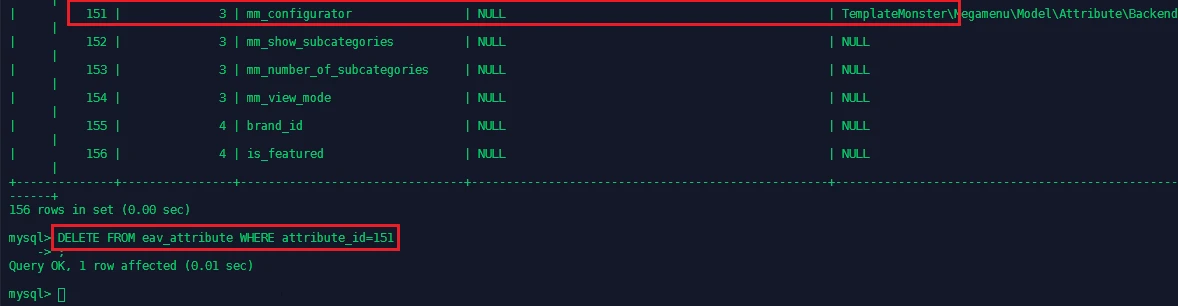 |
| 151 | 3 | mm_configurator | NULL | TemplateMonster\Megamenu\Model\Attribute\Backend
|
| 152 | 3 | mm_show_subcategories | NULL | NULL
|
| 153 | 3 | mm_number_of_subcategories | NULL | NULL
|
| 154 | 3 | mm_view_mode | NULL | NULL
|
| 155 | 4 | brand_id | NULL | NULL
|
| 156 | 4 | is_featured | NULL | NULL
|
+--------------+----------------+--------------------------------+---------------------------------------------------+-------------------------------------------------
------+
156 rows in set (0.00 sec)
mysql> DELETE FROM eav_attribute WHERE attribute_id=151
-> ;
Query OK, 1 row affected (0.01 sec)
mysql>